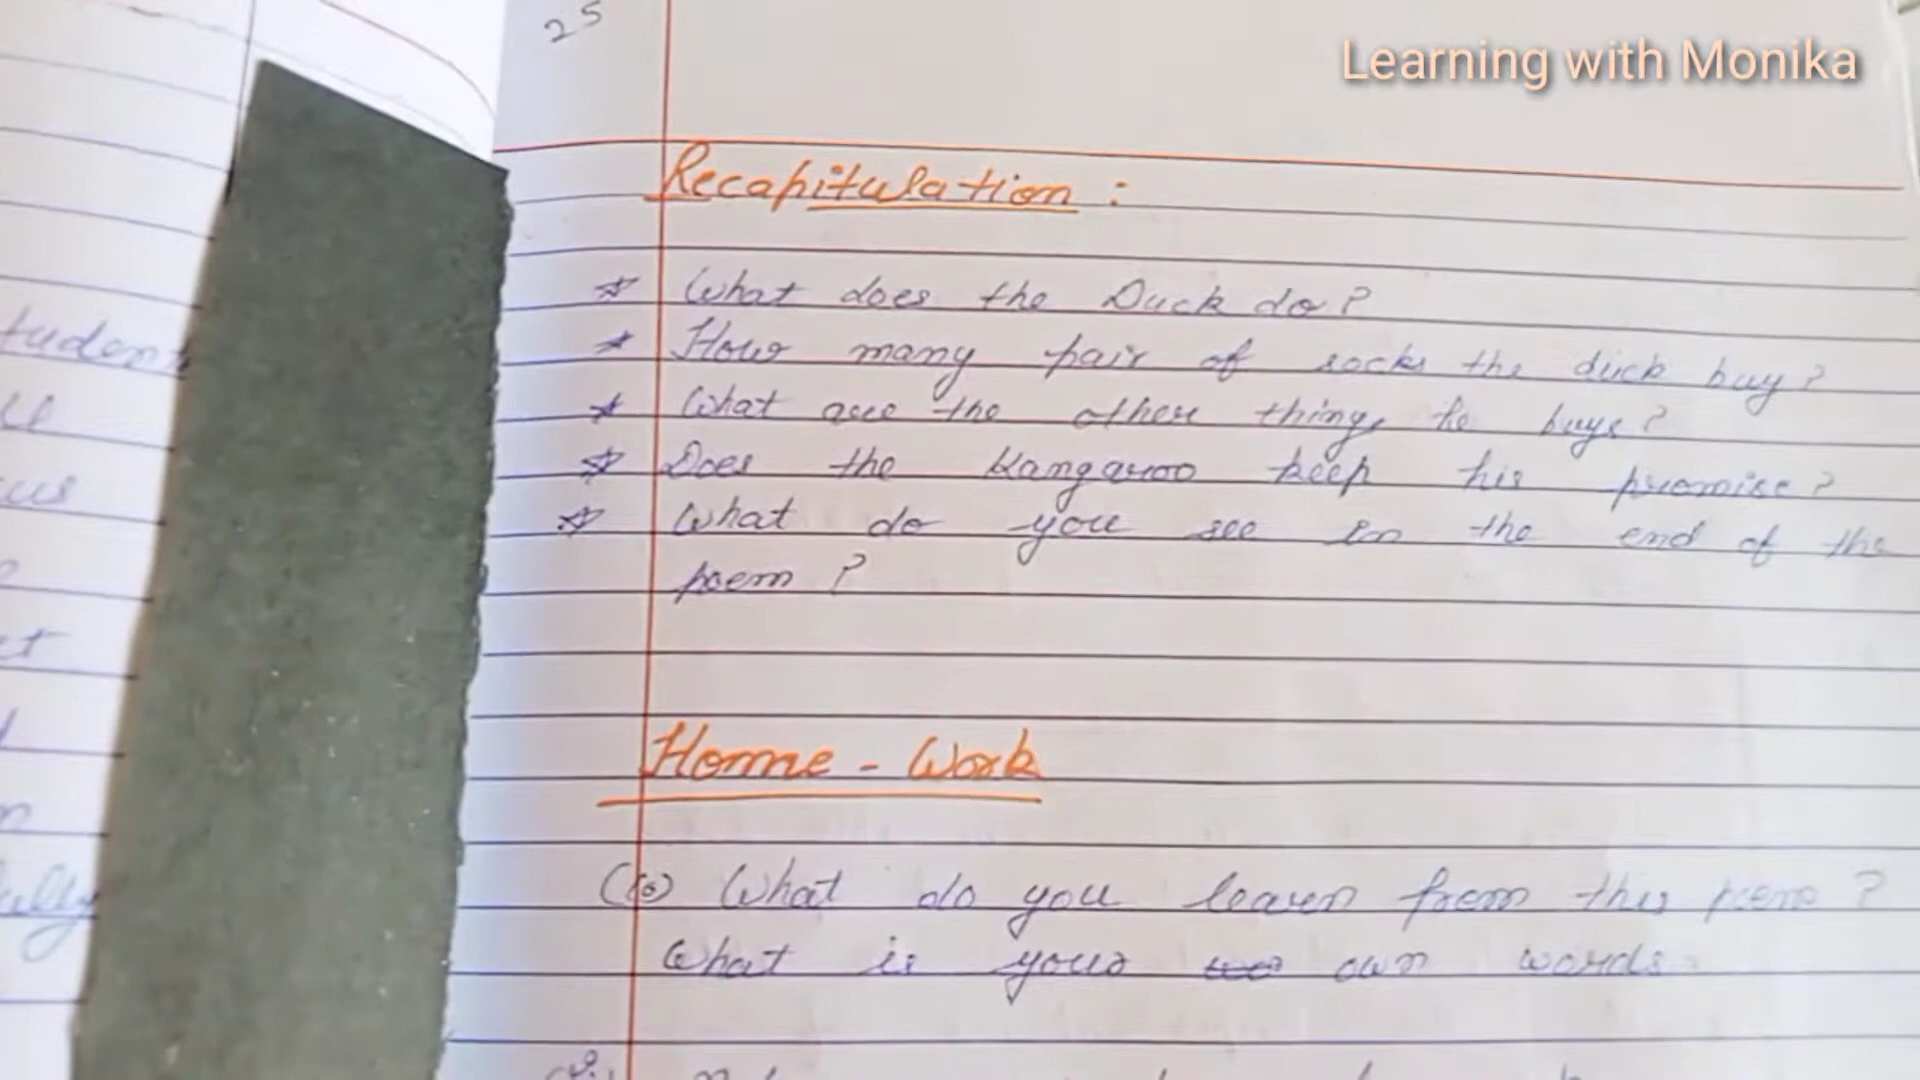 25
Learning with Monika
Recapitulation :
What does the Duck do?
How many pair of socks the duck buy?
What are the other things he buys?
Does the Kangaroo keep his promise?
What do you see in the end of the
poem ?
Home - Work
What do you learn from this poem ?
What is your own words.